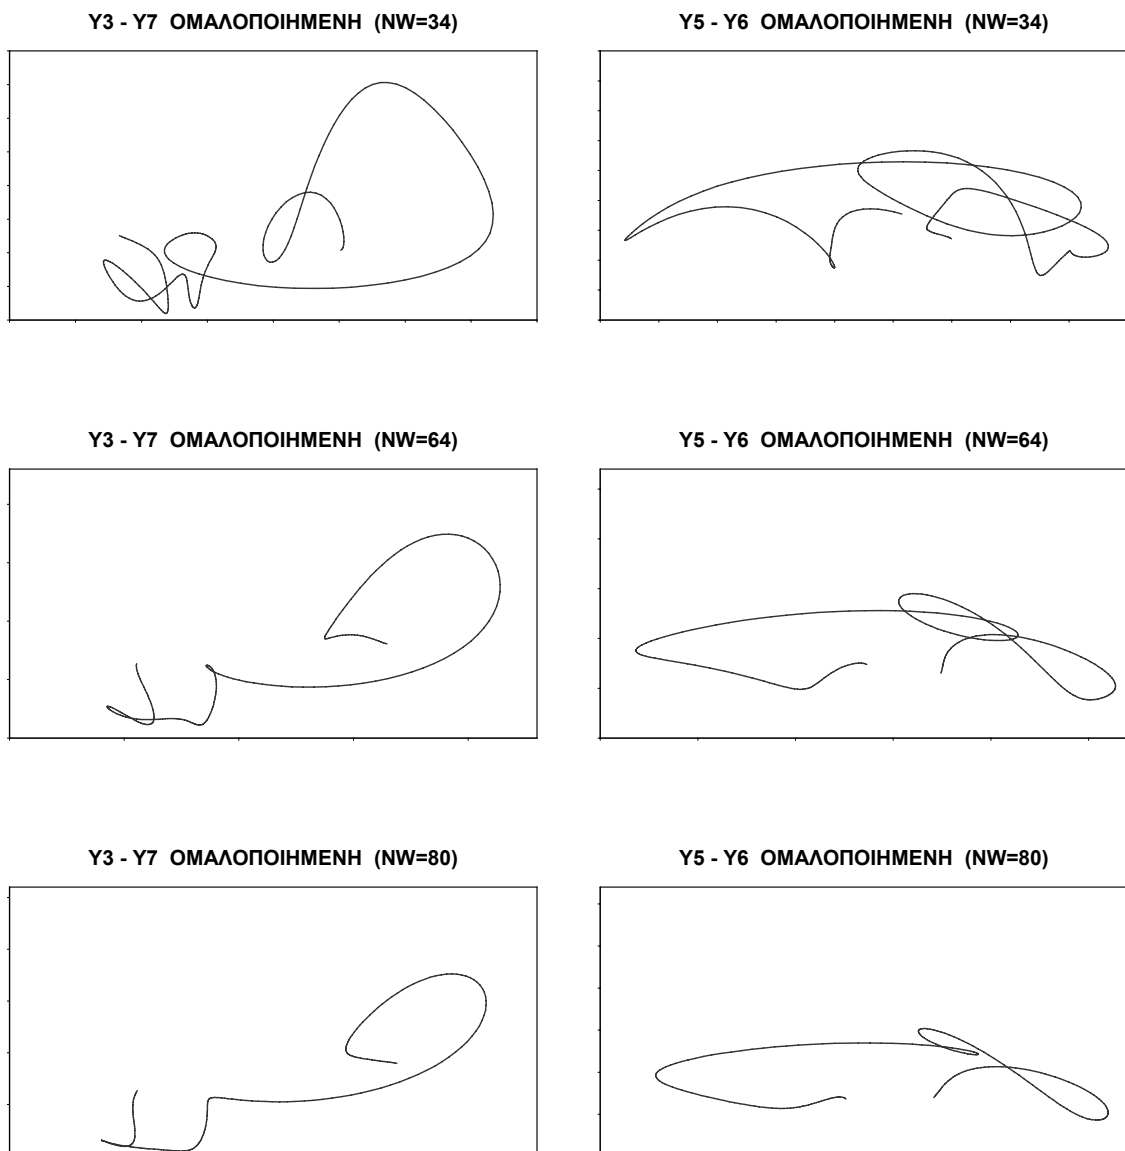 Y3 - Y7 ΟΜΑΛΟΠΟΙΗΜΕΝΗ (NW=34)
Y5 - Y6 ΟΜΑΛΟΠΟΙΗΜΕΝΗ (NW=34)
Y3 - Y7 ΟΜΑΛΟΠΟΙΗΜΕΝΗ (NW=64)
Y5 - Y6 ΟΜΑΛΟΠΟΙΗΜΕΝΗ (NW=64)
Y3 - Y7 ΟΜΑΛΟΠΟΙΗΜΕΝΗ (NW=80)
Y5 - Y6 ΟΜΑΛΟΠΟΙΗΜΕΝΗ (NW=80)